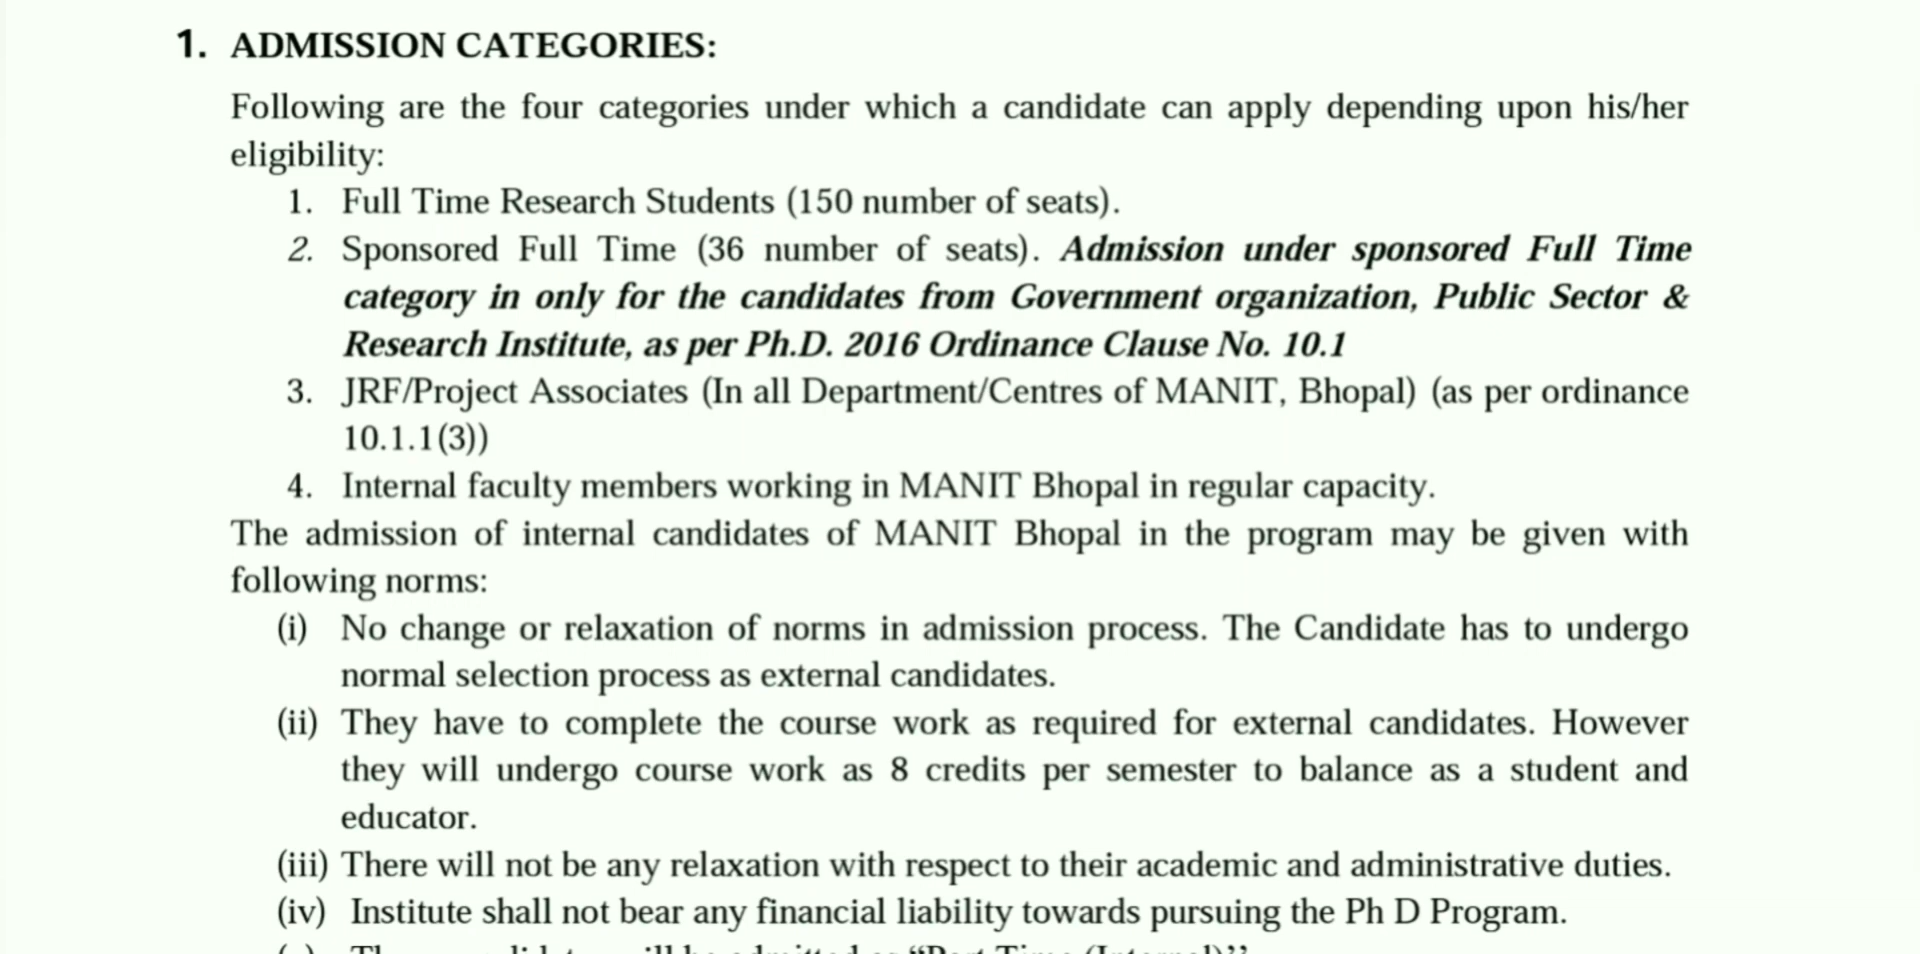 1. ADMISSION CATEGORIES:
Following are the four categories under which a candidate can apply depending upon his/her
eligibility:
1. Full Time Research Students (150 number of seats).
2. Sponsored Full Time (36 number of seats). Admission under sponsored Full Time
category in only for the candidates from Government organization, Public Sector &
Research Institute, as per Ph.D. 2016 Ordinance Clause No. 10.1
3. JRF/Project Associates (In all Department/Centres of MANIT, Bhopal) (as per ordinance
10.1.1(3))
4. Internal faculty members working in MANIT Bhopal in regular capacity.
The admission of internal candidates of MANIT Bhopal in the program may be given with
following norms:
(i) No change or relaxation of norms in admission process. The Candidate has to undergo
normal selection process as external candidates.
(ii) They have to complete the course work as required for external candidates. However
they will undergo course work as 8 credits per semester to balance as a student and
educator.
(iii) There will not be any relaxation with respect to their academic and administrative duties.
(iv) Institute shall not bear any financial liability towards pursuing the Ph D Program.